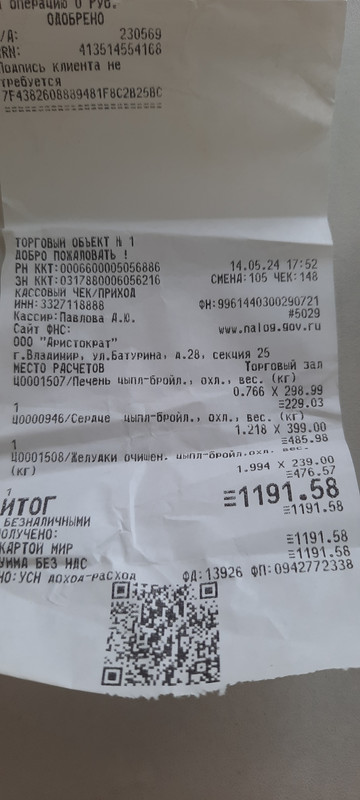 операцию 0 Руб.
ОДОБРЕНО
/А: 230569
RRN: 413514554168
Подпись клиента не
требуется
7F4382608889481F8C2B258C
==============================
ТОРГОВЫЙ ОБЪЕКТ N 1
ДОБРО ПОЖАЛОВАТЬ !
РН ККТ:0006600005056886 14.05.24 17:52
ЗН ККТ:0317880006056216 СМЕНА:105 ЧЕК:148
КАССОВЫЙ ЧЕК/ПРИХОД
ИНН:3327118888 ФН:9961440300290721
Кассир:Павлова А.Ю. #5029
Сайт ФНС: www.nalog.gov.ru
ООО "Аристократ"
г.Владимир, ул.Батурина, д.28, секция 25
МЕСТО РАСЧЕТОВ Торговый зал
Ц0001507/Печень цыпл-бройл., охл., вес. (кг)
0.766 X 298.99
1 ≡229.03
Ц0000946/Сердце цыпл-бройл., охл., вес. (кг)
1.218 X 399.00
1 ≡485.98
Ц0001508/Желудки очишен. цыпл-бройл.охл. вес.
(кг) 1.994 X 239.00
1 ≡476.57
ИТОГ ≡1191.58
БЕЗНАЛИЧНЫМИ ≡1191.58
ПОЛУЧЕНО:
КАРТОЙ МИР ≡1191.58
СУММА БЕЗ НДС ≡1191.58
НО:УСН доход-расход ФД:13926 ФП:0942772338